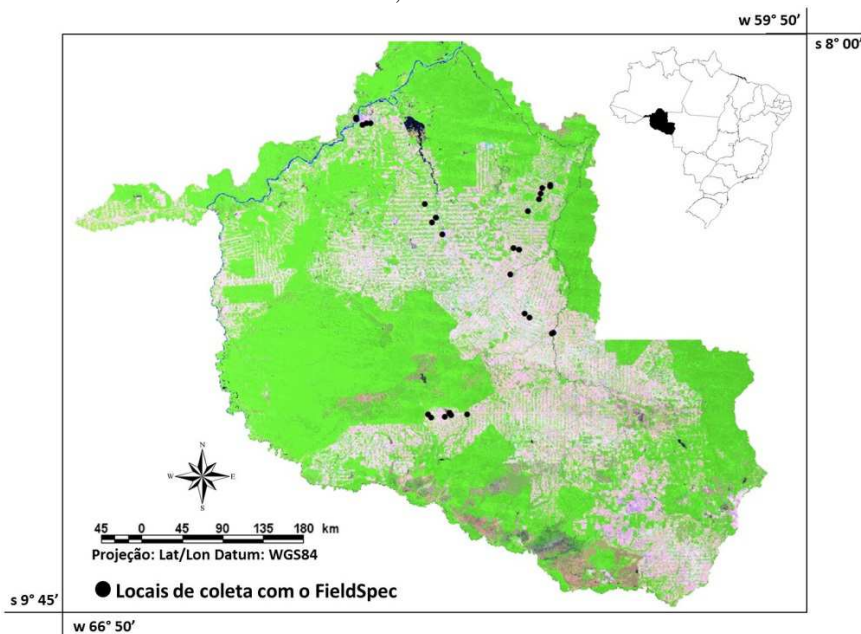 w 59° 50’
s 8° 00’
N
W E
S
45 0 45 90 135 180 km
Projeção: Lat/Lon Datum: WGS84
Locais de coleta com o FieldSpec
s 9° 45’
w 66° 50’